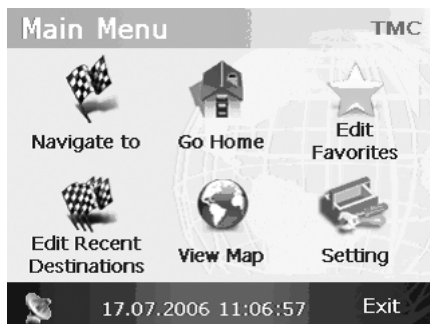 Main Menu TMC
Navigate to
Go Home
Edit
Favorites
Edit Recent
Destinations
View Map
Setting
17.07.2006 11:06:57 Exit